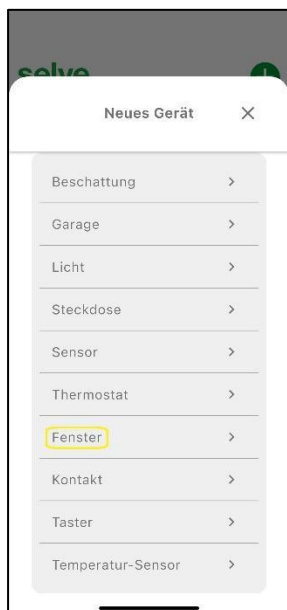 selve
Neues Gerät
Beschattung
Garage
Licht
Steckdose
Sensor
Thermostat
Fenster
Kontakt
Taster
Temperatur-Sensor